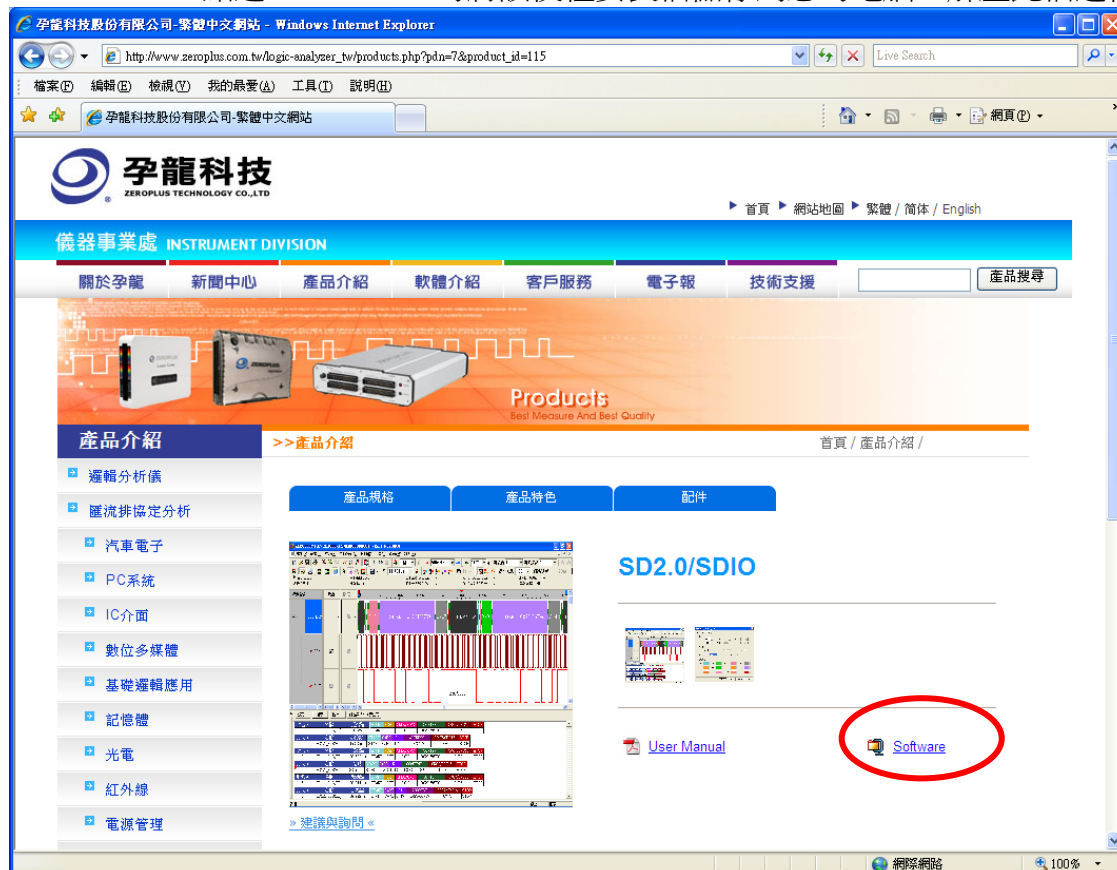 孕龍科技股份有限公司-繁體中文網站 - Windows Internet Explorer
http://www.zeroplus.com.tw/logic-analyzer_tw/products.php?pdn=7&product_id=115
Live Search
檔案(F) 編輯(E) 檢視(V) 我的最愛(A) 工具(T) 說明(H)
孕龍科技股份有限公司-繁體中文網站
網頁(P)
孕龍科技
ZEROPLUS TECHNOLOGY CO.,LTD
首頁 網站地圖 繁體 / 简体 / English
儀器事業處 INSTRUMENT DIVISION
關於孕龍 新聞中心 產品介紹 軟體介紹 客戶服務 電子報 技術支援 產品搜尋
Products
Best Measure And Best Quality
產品介紹
>>產品介紹
首頁 / 產品介紹 /
邏輯分析儀
匯流排協定分析
汽車電子
PC系統
IC介面
數位多媒體
基礎邏輯應用
記憶體
光電
紅外線
電源管理
產品規格 產品特色 配件
SD2.0/SDIO
User Manual
Software
» 建議與詢問 «
網際網路
100%